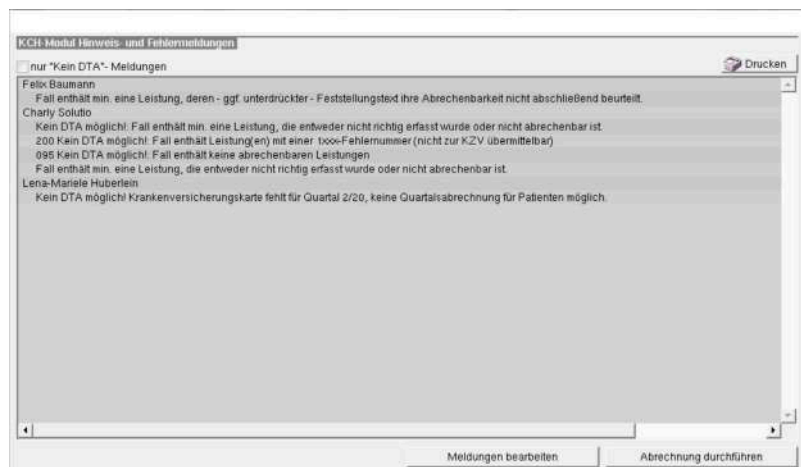 KCH-Modul Hinweis- und Fehlermeldungen
nur "Kein DTA"- Meldungen
Drucken
Felix Baumann
Fall enthält min. eine Leistung, deren - ggf. unterdrückter - Feststellungstext ihre Abrechenbarkeit nicht abschließend beurteilt.
Charly Solutio
Kein DTA möglich!: Fall enthält min. eine Leistung, die entweder nicht richtig erfasst wurde oder nicht abrechenbar ist.
200 Kein DTA möglich!: Fall enthält Leistung(en) mit einer 1xxx-Fehlernummer (nicht zur KZV übermittelbar)
095 Kein DTA möglich!: Fall enthält keine abrechenbaren Leistungen
Fall enthält min. eine Leistung, die entweder nicht richtig erfasst wurde oder nicht abrechenbar ist.
Lena-Mariele Huberlein
Kein DTA möglich! Krankenversicherungskarte fehlt für Quartal 2/20, keine Quartalsabrechnung für Patienten möglich.
Meldungen bearbeiten
Abrechnung durchführen